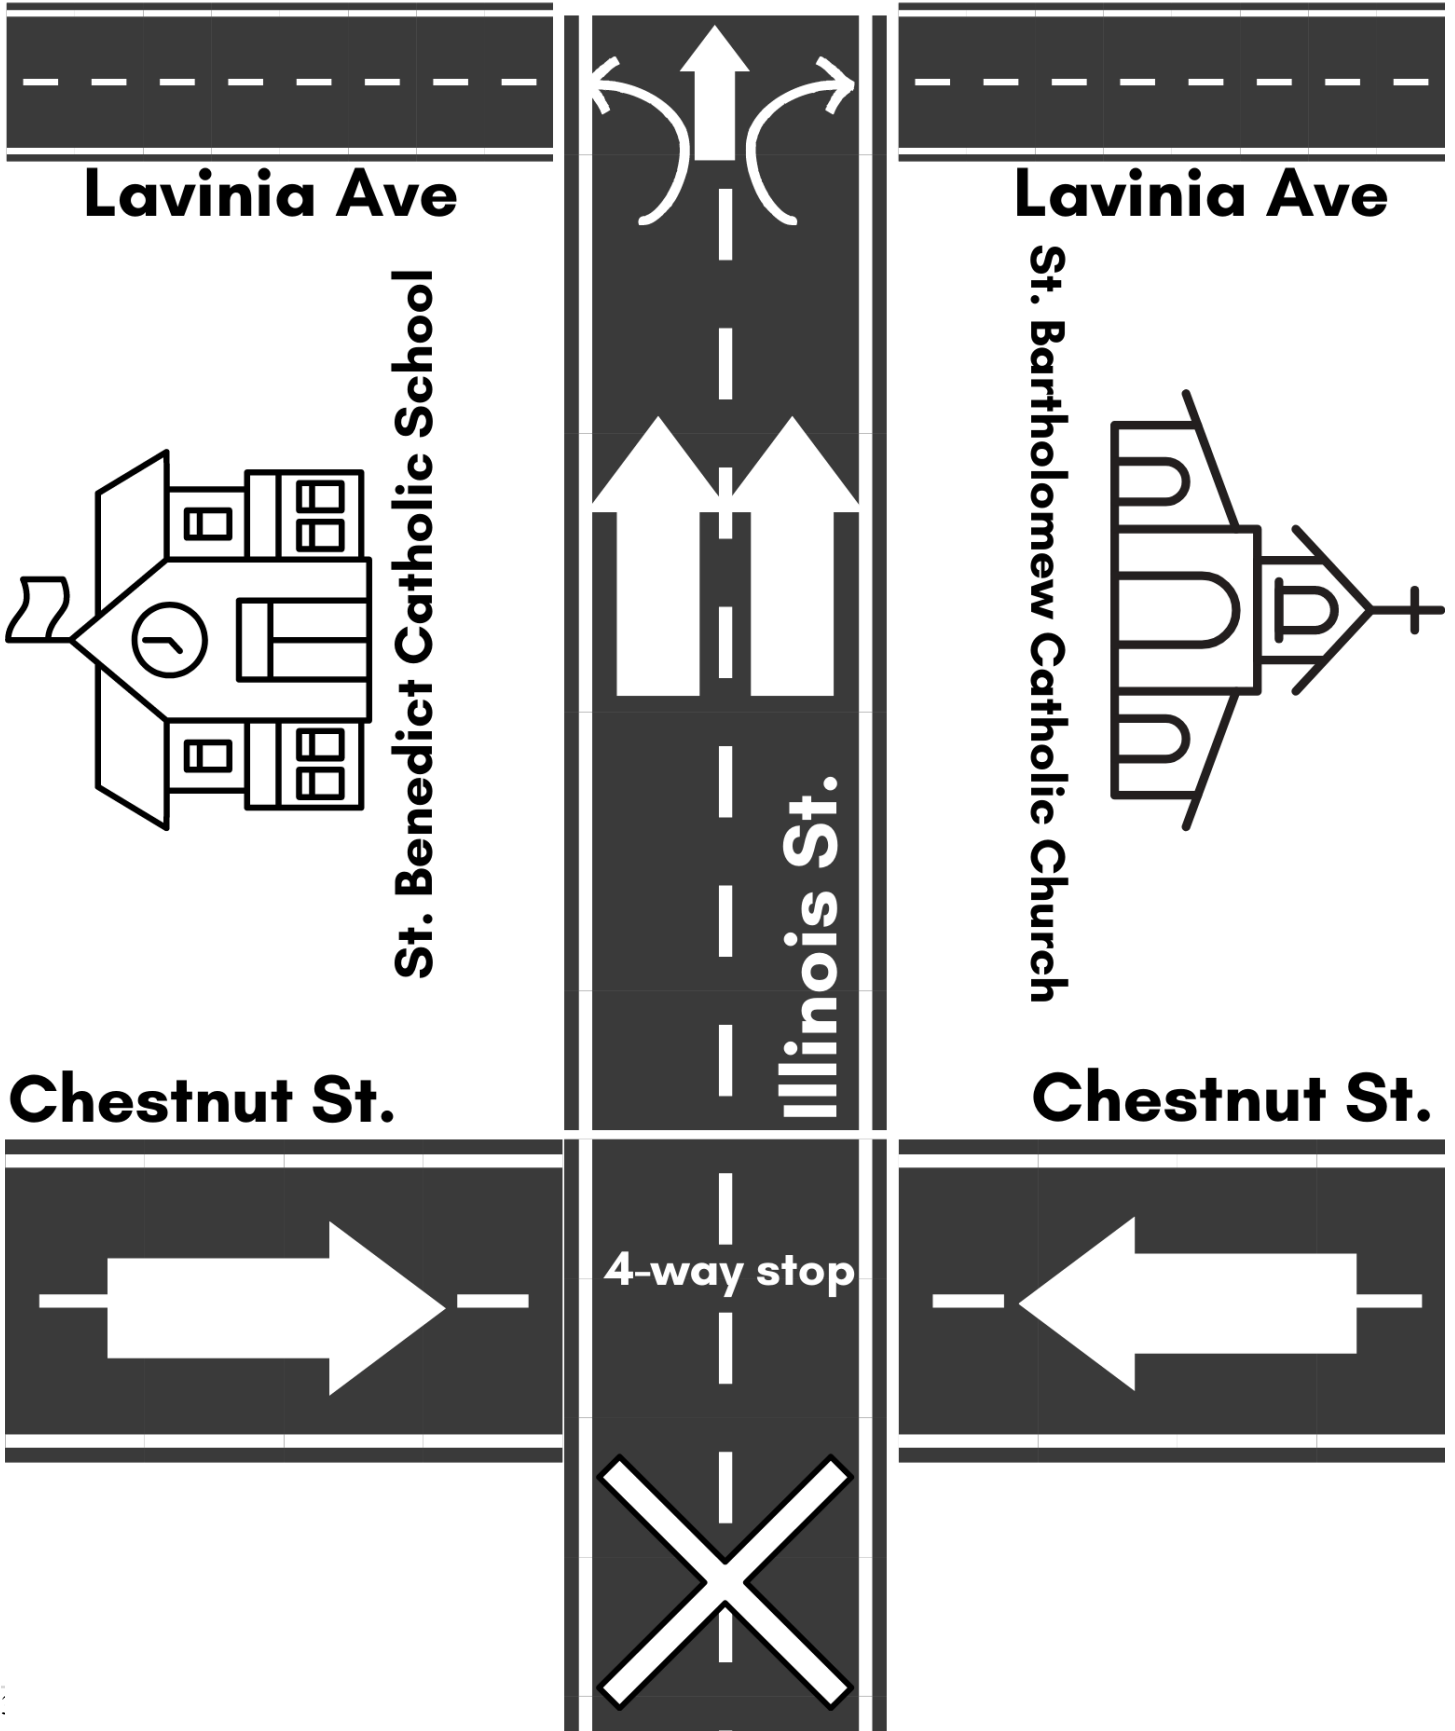 Lavinia Ave
Lavinia Ave
St. Benedict Catholic School
St. Bartholomew Catholic Church
Illinois St.
Chestnut St.
Chestnut St.
4-way stop